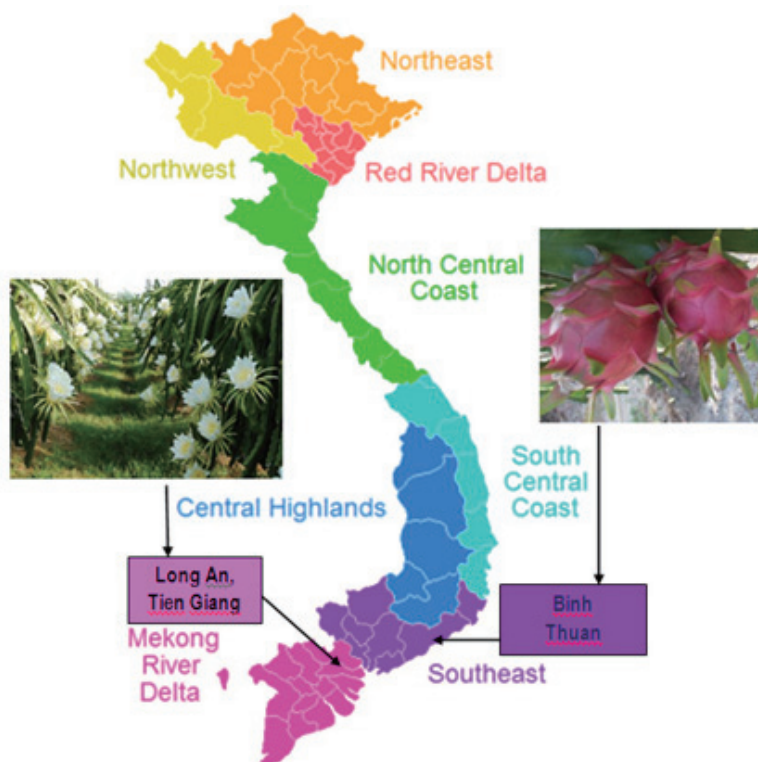 Northeast
Northwest
Red River Delta
North Central
Coast
South
Central
Coast
Central Highlands
Long An,
Tien Giang
Binh
Thuan
Mekong
River
Delta
Southeast